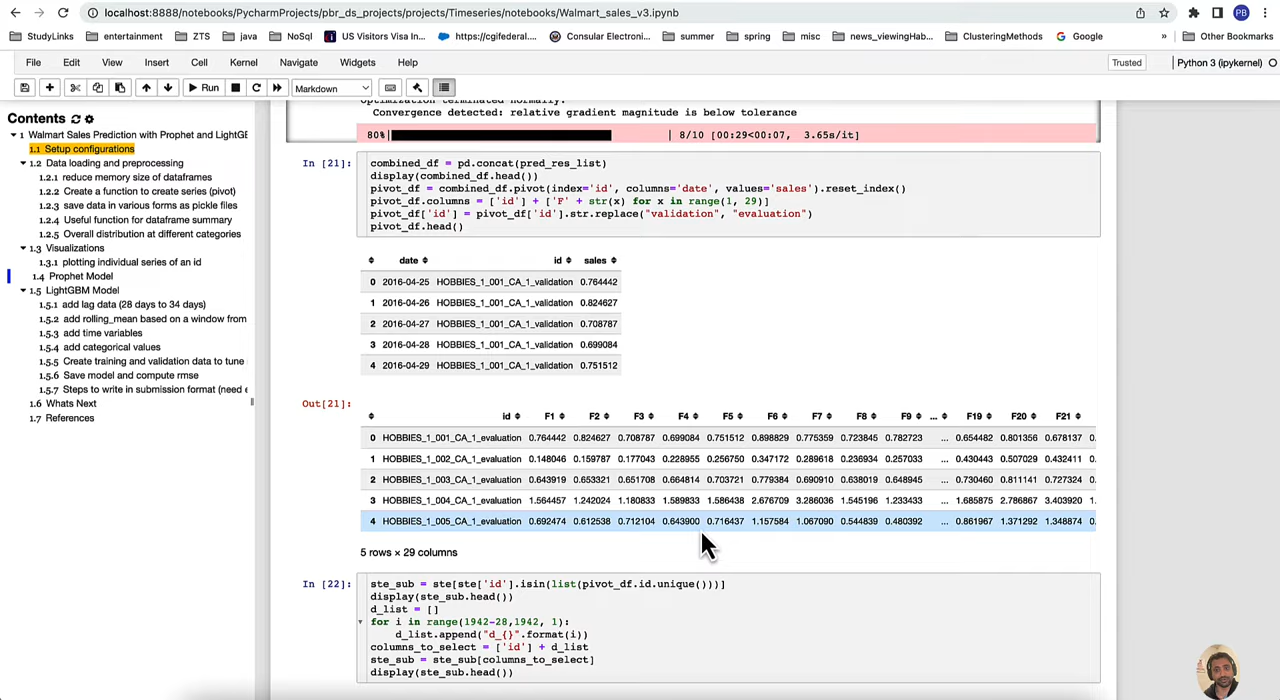 localhost:8888/notebooks/PycharmProjects/pbr_ds_projects/projects/Timeseries/notebooks/Walmart_sales_v3.ipynb
PB
StudyLinks entertainment ZTS java NoSql US Visitors Visa In... https://cgifederal.... Consular Electroni... summer spring misc news_viewingHab... ClusteringMethods Google » Other Bookmarks
File Edit View Insert Cell Kernel Navigate Widgets Help Trusted Python 3 (ipykernel)
Run Markdown
Contents
1 Walmart Sales Prediction with Prophet and LightGB
1.1 Setup configurations
1.2 Data loading and preprocessing
1.2.1 reduce memory size of dataframes
1.2.2 Create a function to create series (pivot)
1.2.3 save data in various forms as pickle files
1.2.4 Useful function for dataframe summary
1.2.5 Overall distribution at different categories
1.3 Visualizations
1.3.1 plotting individual series of an id
1.4 Prophet Model
1.5 LightGBM Model
1.5.1 add lag data (28 days to 34 days)
1.5.2 add rolling_mean based on a window from
1.5.3 add time variables
1.5.4 add categorical values
1.5.5 Create training and validation data to tune
1.5.6 Save model and compute rmse
1.5.7 Steps to write in submission format (need e
1.6 Whats Next
1.7 References
Optimization terminated normally:
Convergence detected: relative gradient magnitude is below tolerance
80%| | 8/10 [00:29<00:07, 3.65s/it]
In [21]:
combined_df = pd.concat(pred_res_list)
display(combined_df.head())
pivot_df = combined_df.pivot(index='id', columns='date', values='sales').reset_index()
pivot_df.columns = ['id'] + ['F' + str(x) for x in range(1, 29)]
pivot_df['id'] = pivot_df['id'].str.replace("validation", "evaluation")
pivot_df.head()
date id sales
0 2016-04-25 HOBBIES_1_001_CA_1_validation 0.764442
1 2016-04-26 HOBBIES_1_001_CA_1_validation 0.824627
2 2016-04-27 HOBBIES_1_001_CA_1_validation 0.708787
3 2016-04-28 HOBBIES_1_001_CA_1_validation 0.699084
4 2016-04-29 HOBBIES_1_001_CA_1_validation 0.751512
Out[21]:
id F1 F2 F3 F4 F5 F6 F7 F8 F9 ... F19 F20 F21
0 HOBBIES_1_001_CA_1_evaluation 0.764442 0.824627 0.708787 0.699084 0.751512 0.898829 0.775359 0.723845 0.782723 ... 0.654482 0.801356 0.678137 0.
1 HOBBIES_1_002_CA_1_evaluation 0.148046 0.159787 0.177043 0.228955 0.256750 0.347172 0.289618 0.236934 0.257033 ... 0.430443 0.507029 0.432411 0.
2 HOBBIES_1_003_CA_1_evaluation 0.643919 0.653321 0.651708 0.664814 0.703721 0.779384 0.690910 0.638019 0.648945 ... 0.730460 0.811141 0.727324 0.
3 HOBBIES_1_004_CA_1_evaluation 1.564457 1.242024 1.180833 1.589833 1.586438 2.676709 3.286036 1.545196 1.233433 ... 1.685875 2.786867 3.403920 1.
4 HOBBIES_1_005_CA_1_evaluation 0.692474 0.612538 0.712104 0.643900 0.716437 1.157584 1.067090 0.544839 0.480392 ... 0.861967 1.371292 1.348874 0.
5 rows × 29 columns
In [22]:
ste_sub = ste[ste['id'].isin(list(pivot_df.id.unique()))]
display(ste_sub.head())
d_list = []
for i in range(1942-28,1942, 1):
d_list.append("d_{}".format(i))
columns_to_select = ['id'] + d_list
ste_sub = ste_sub[columns_to_select]
display(ste_sub.head())